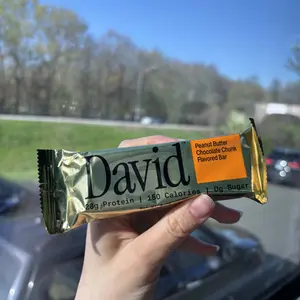 David
Peanut Butter
Chocolate Chunk
Flavored Bar
28g Protein | 150 Calories | 0g Sugar